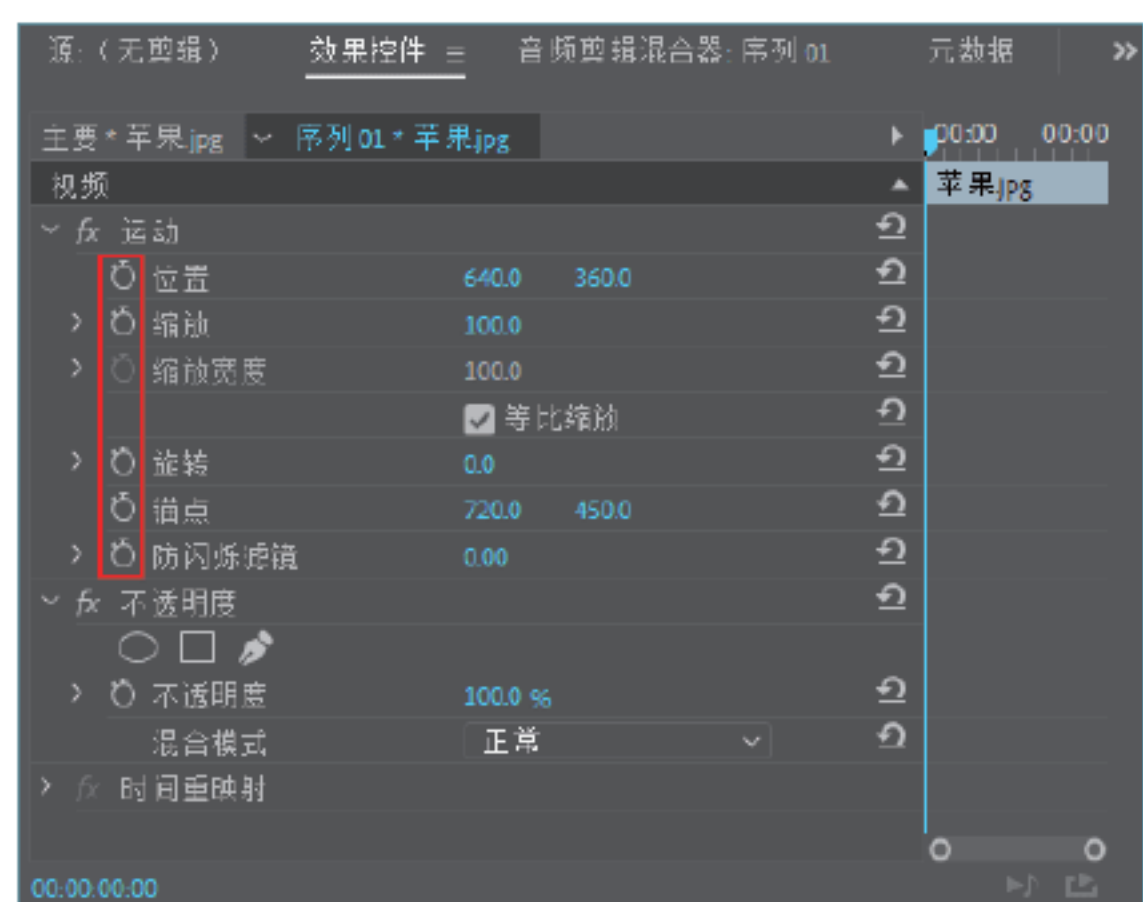 源:（无剪辑） 效果控件 ≡ 音频剪辑混合器: 序列 01 元数据 »
主要 * 苹果.jpg 序列 01 * 苹果.jpg 00:00 00:00
视频 苹果.jpg
fx 运动
位置 640.0 360.0
缩放 100.0
缩放宽度 100.0
等比缩放
旋转 0.0
锚点 720.0 450.0
防闪烁滤镜 0.00
fx 不透明度
不透明度 100.0 %
混合模式 正常
fx 时间重映射
00:00:00:00